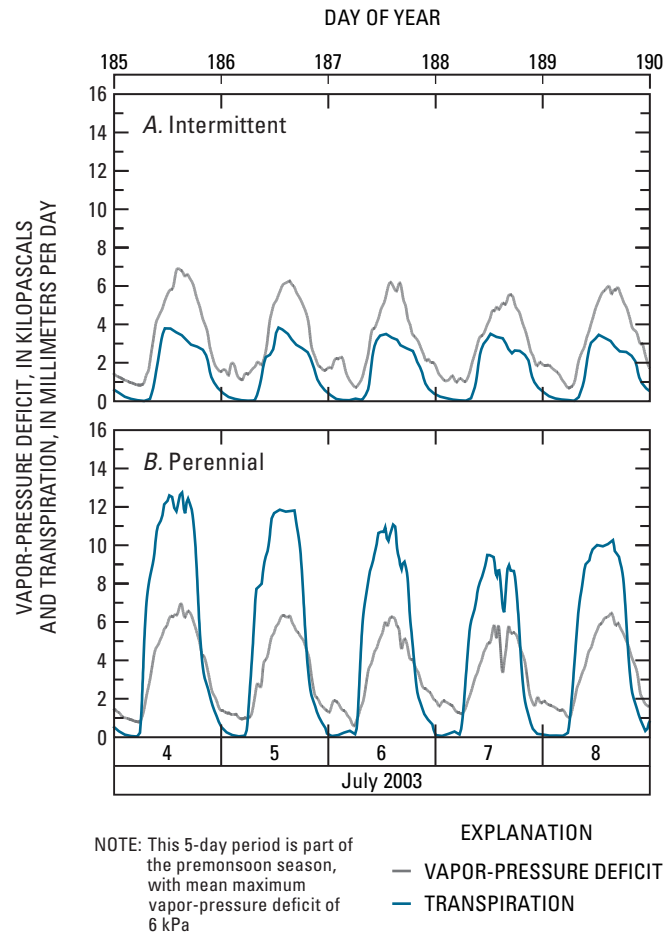 DAY OF YEAR
185 186 187 188 189 190
VAPOR-PRESSURE DEFICIT, IN KILOPASCALS
AND TRANSPIRATION, IN MILLIMETERS PER DAY
16
14
12
10
8
6
4
2
0
A. Intermittent
16
14
12
10
8
6
4
2
0
B. Perennial
4 5 6 7 8
July 2003
NOTE: This 5-day period is part of
the premonsoon season,
with mean maximum
vapor-pressure deficit of
6 kPa
EXPLANATION
VAPOR-PRESSURE DEFICIT
TRANSPIRATION